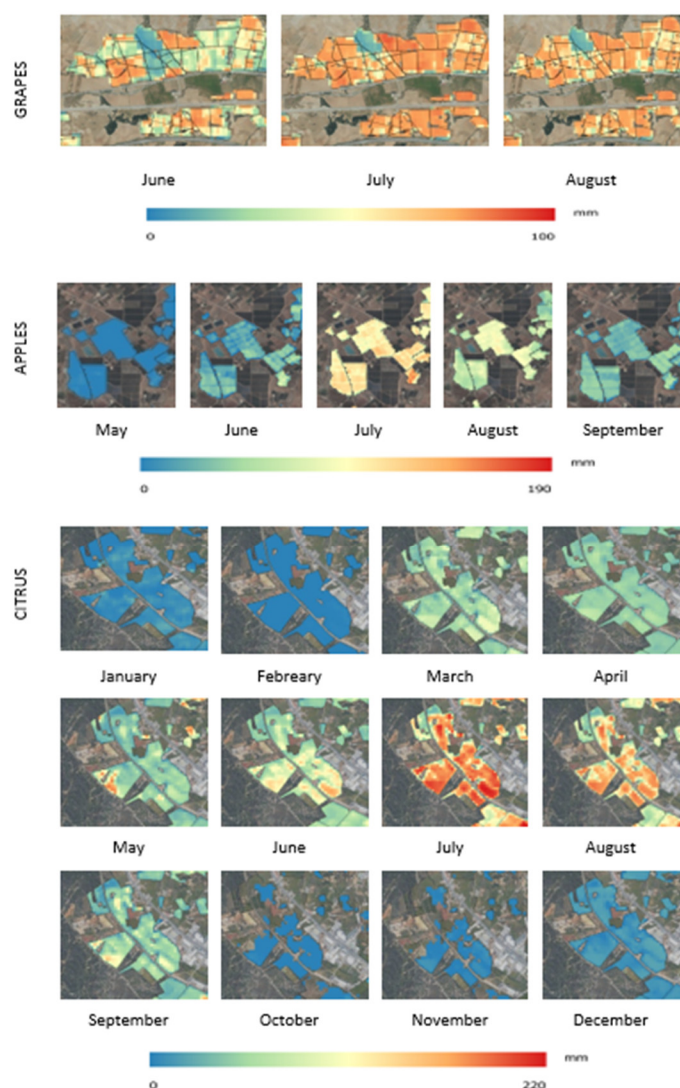 GRAPES
June July August
mm
0 100
APPLES
May June July August September
mm
0 190
CITRUS
January Febreary March April
May June July August
September October November December
mm
0 220